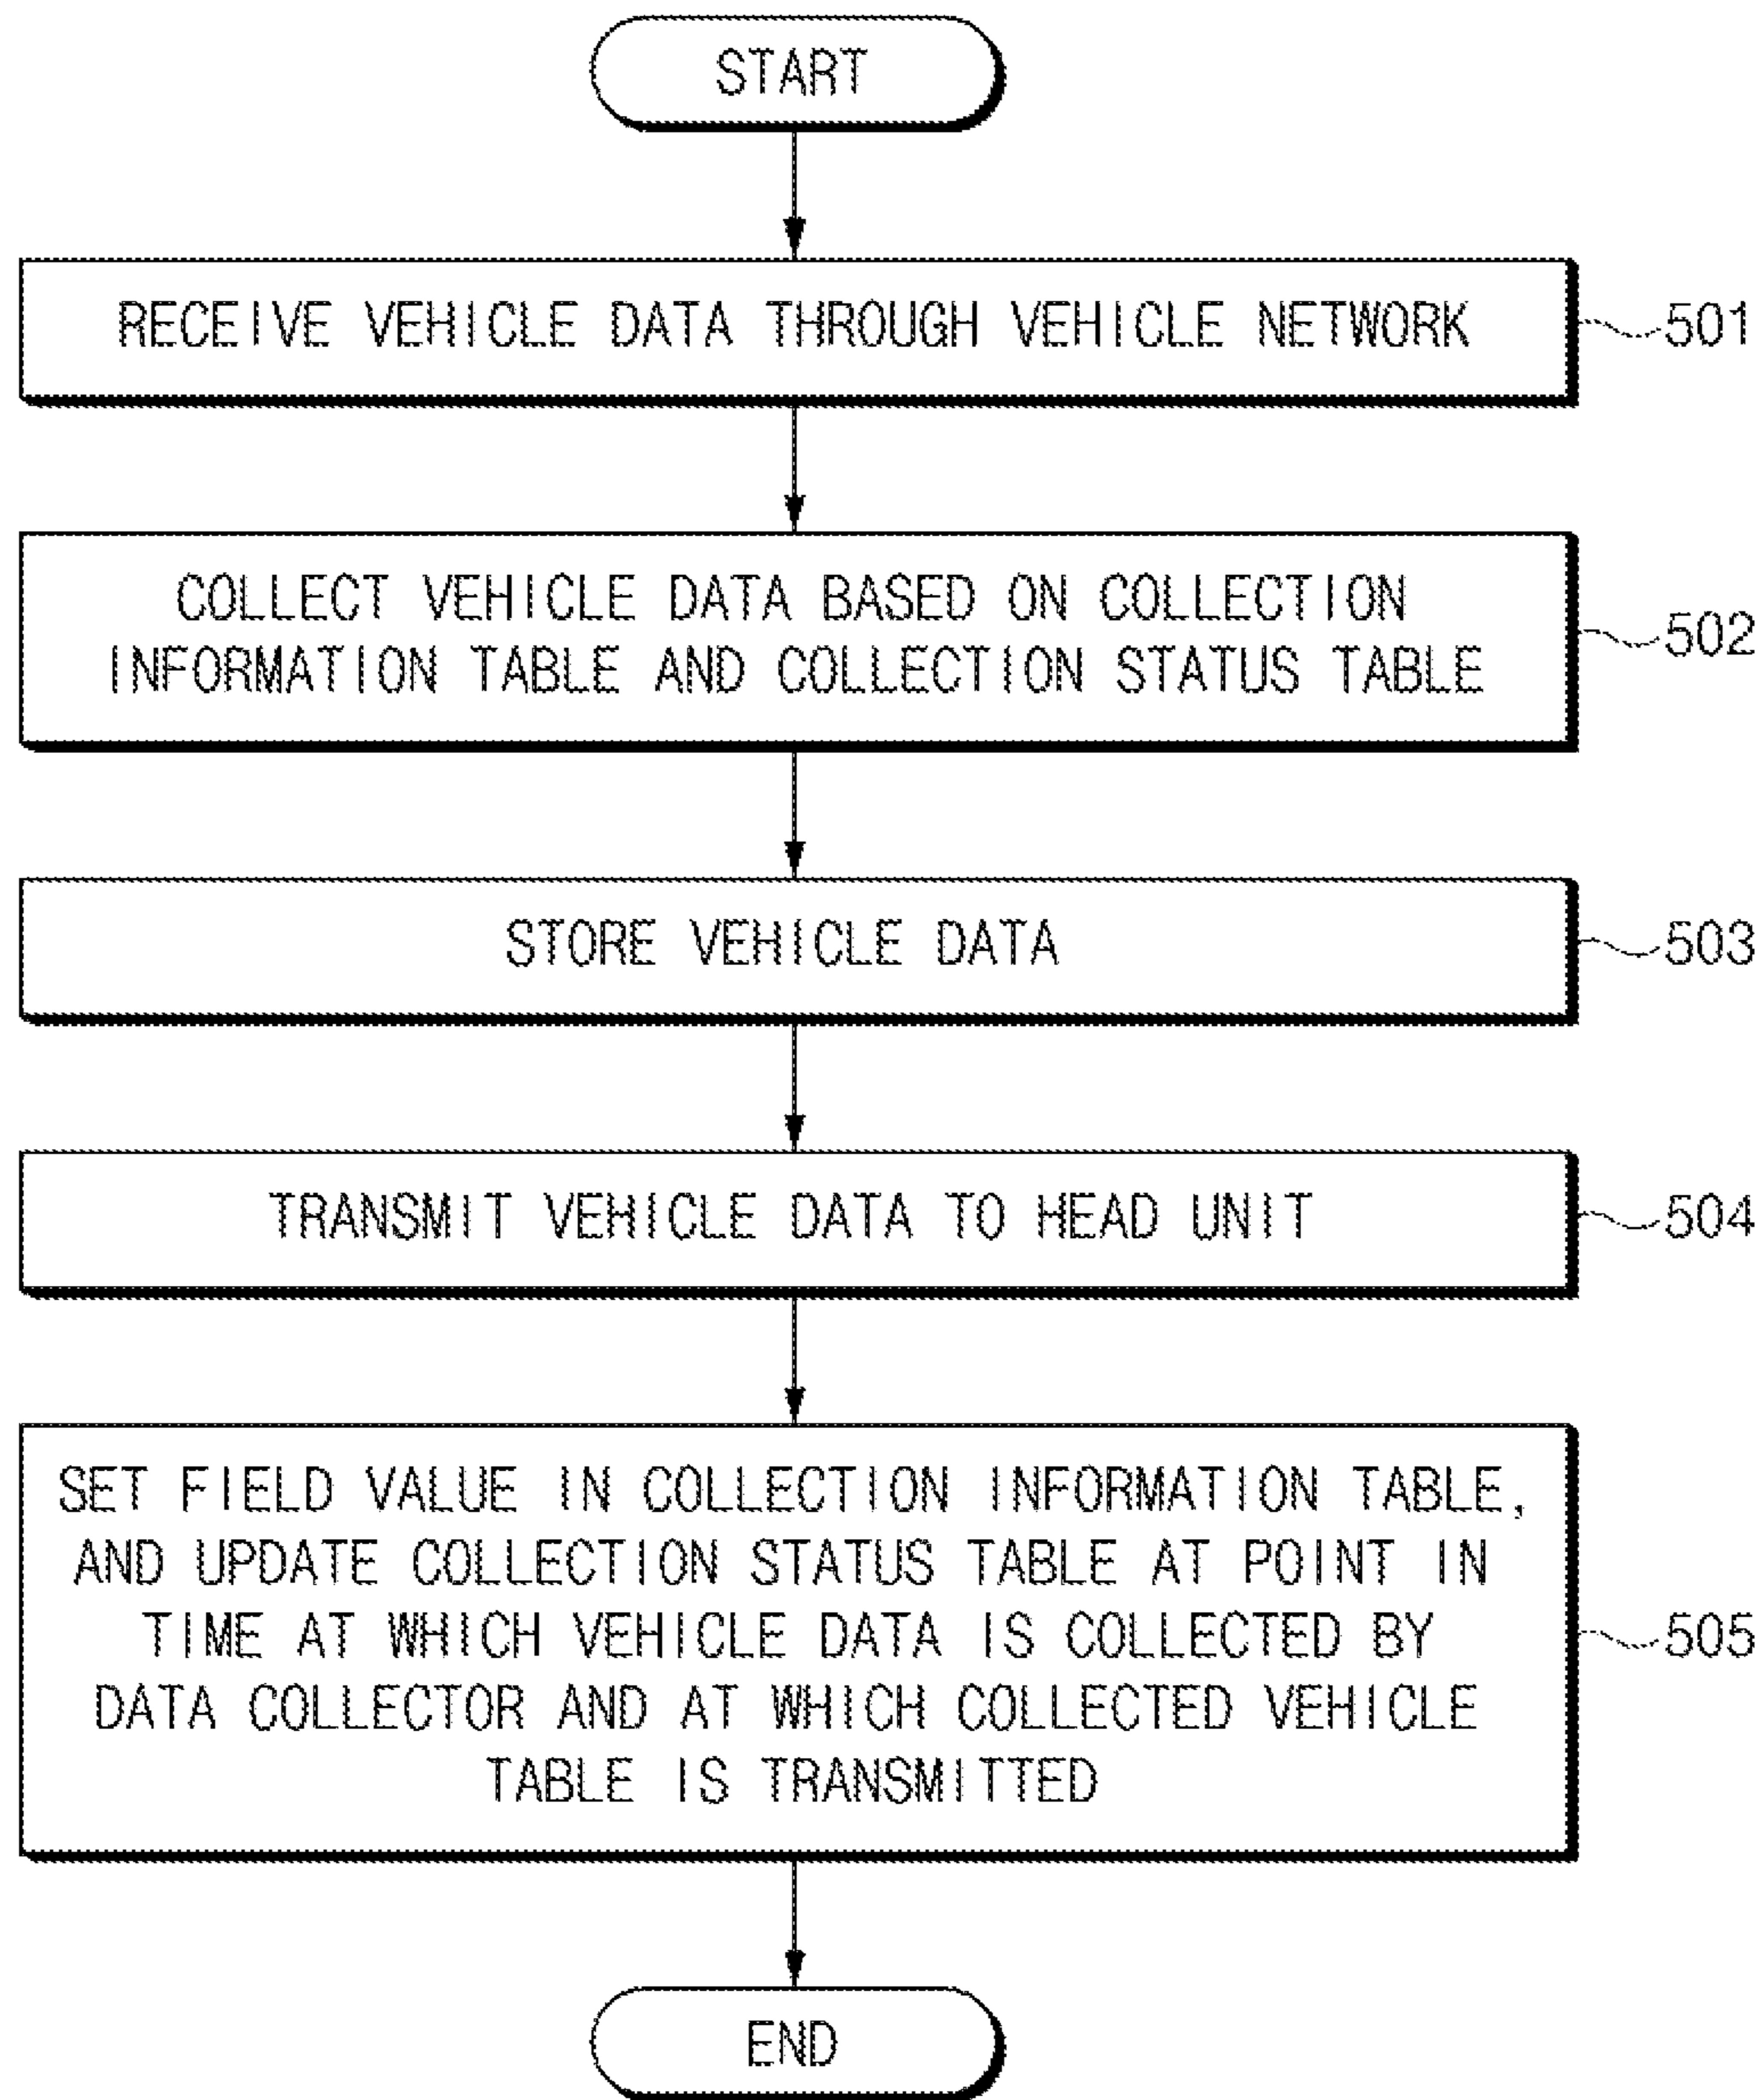 START
RECEIVE VEHICLE DATA THROUGH VEHICLE NETWORK
501
COLLECT VEHICLE DATA BASED ON COLLECTION
INFORMATION TABLE AND COLLECTION STATUS TABLE
502
STORE VEHICLE DATA
503
TRANSMIT VEHICLE DATA TO HEAD UNIT
504
SET FIELD VALUE IN COLLECTION INFORMATION TABLE,
AND UPDATE COLLECTION STATUS TABLE AT POINT IN
TIME AT WHICH VEHICLE DATA IS COLLECTED BY
DATA COLLECTOR AND AT WHICH COLLECTED VEHICLE
TABLE IS TRANSMITTED
505
END